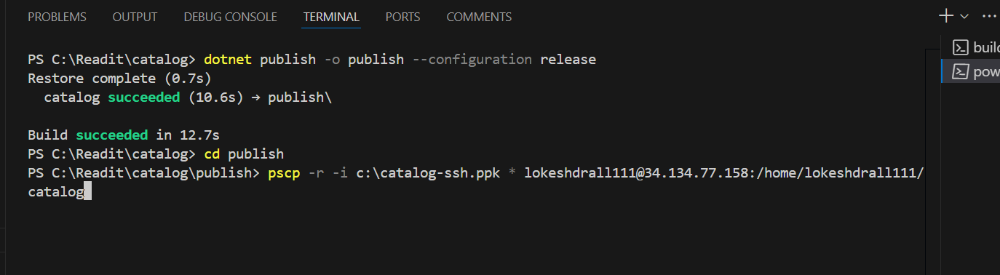 PROBLEMS OUTPUT DEBUG CONSOLE TERMINAL PORTS COMMENTS
PS C:\Readit\catalog> dotnet publish -o publish --configuration release
Restore complete (0.7s)
catalog succeeded (10.6s) → publish\
Build succeeded in 12.7s
PS C:\Readit\catalog> cd publish
PS C:\Readit\catalog\publish> pscp -r -i c:\catalog-ssh.ppk * lokeshdrall111@34.134.77.158:/home/lokeshdrall111/
catalog
buil
pow